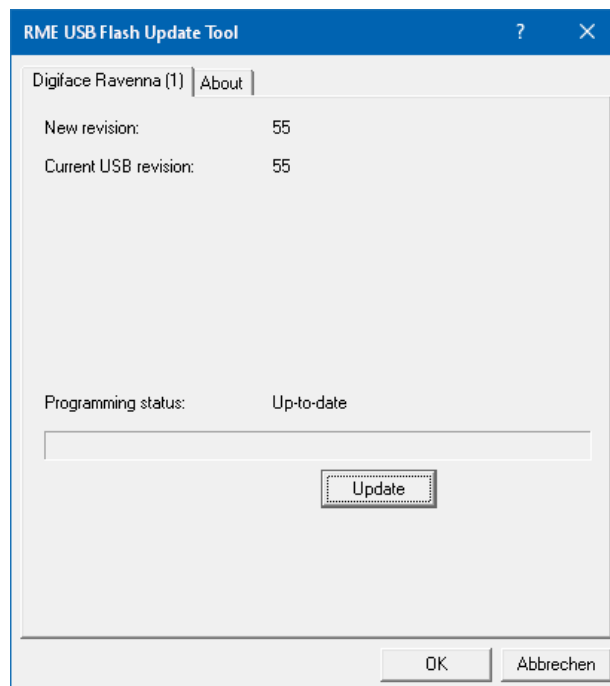 RME USB Flash Update Tool ? ×
Digiface Ravenna (1) About
New revision: 55
Current USB revision: 55
Programming status: Up-to-date
Update
OK Abbrechen